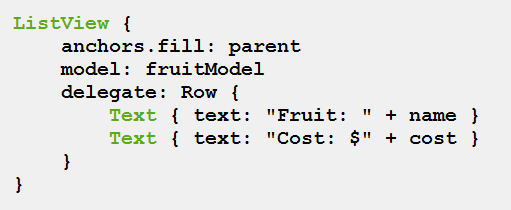 ListView {
    anchors.fill: parent
    model: fruitModel
    delegate: Row {
        Text { text: "Fruit: " + name }
        Text { text: "Cost: $" + cost }
    }
}